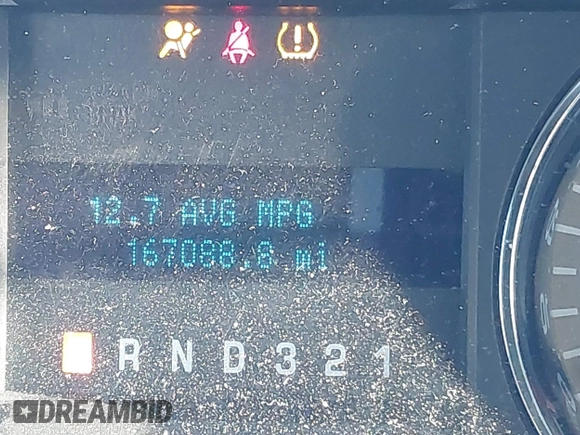 12.7 AVG MPG
167088.8 mi
R N D 3 2 1
DREAMBID